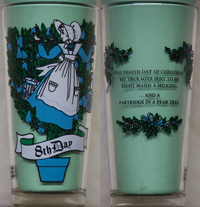 8th Day
THE EIGHTH DAY OF CHRISTMAS
MY TRUE LOVE SENT TO ME
EIGHT MAIDS A MILKING,
. . . AND A
PARTRIDGE IN A PEAR TREE